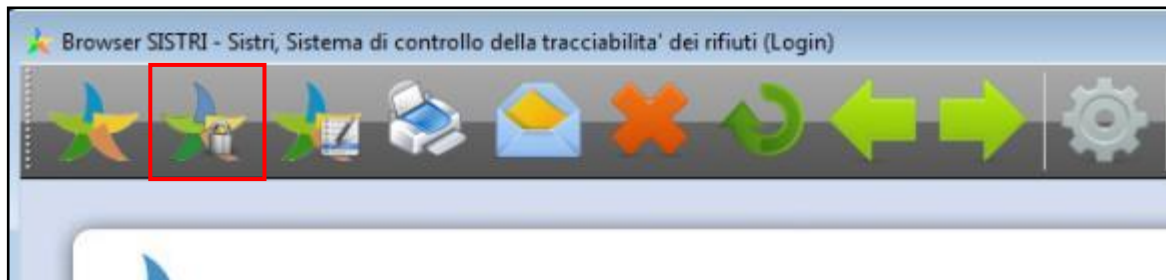 Browser SISTRI - Sistri, Sistema di controllo della tracciabilita' dei rifiuti (Login)